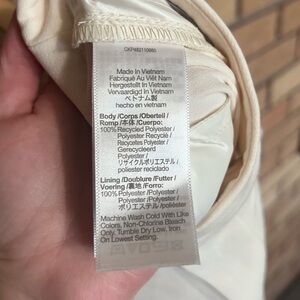 Made In Vietnam
Fabriqué Au Viêt Nam
Hergestellt in Vietnam
Vervaardigd in Vietnam
ベトナム製
hecho en vietnam
Body /Corps /Oberteil /
Romp /本体 /Cuerpo:
100% Recycled Polyester /
Polyester Recyclé /
Recycetes Polyester /
Gerecycleerd
Polyester /
リサイクルポリエステル /
poliéster reciclado
Lining /Doublure /Futter /
Voering /裏地 /Forro:
100% Polyester /Polyester /
Polyester /Polyester /
ポリエステル /poliéster
Machine Wash Cold With Like
Colors, Non-Chlorine Bleach
Only, Tumble Dry Low, Iron
On Lowest Setting.